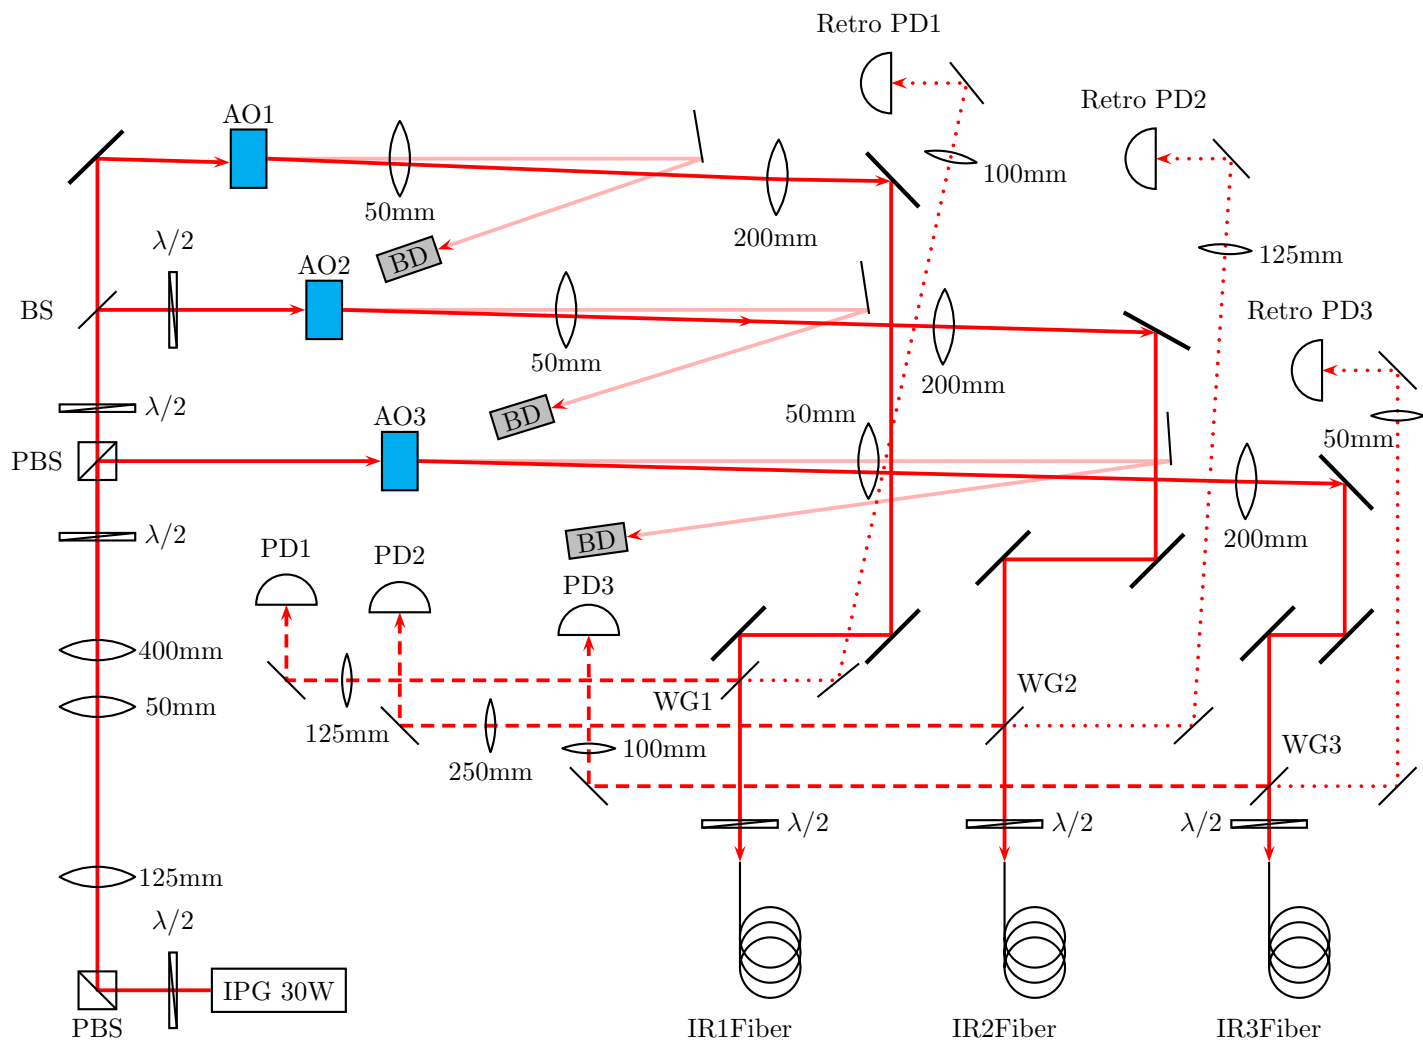 Retro PD1
Retro PD2
AO1
100mm
50mm
200mm
λ/2
BD
AO2
125mm
BS
Retro PD3
50mm
200mm
λ/2
AO3
BD
50mm
50mm
PBS
λ/2
BD
200mm
PD1
PD2
PD3
400mm
WG1
WG2
50mm
125mm
100mm
WG3
250mm
λ/2
λ/2
λ/2
125mm
λ/2
IPG 30W
PBS
IR1Fiber
IR2Fiber
IR3Fiber